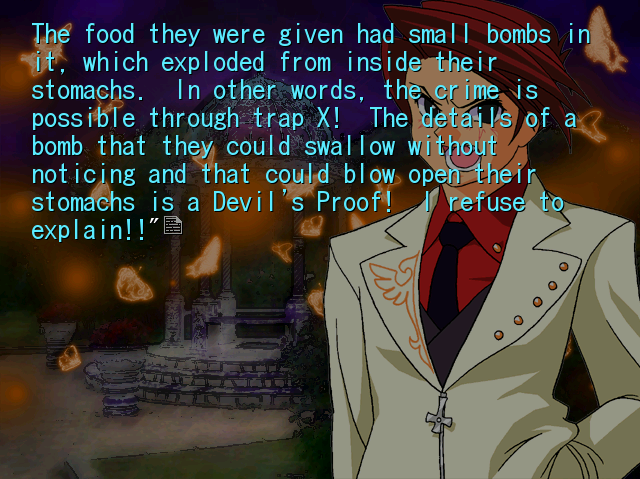 The food they were given had small bombs in
it, which exploded from inside their
stomachs.  In other words, the crime is
possible through trap X!  The details of a
bomb that they could swallow without
noticing and that could blow open their
stomachs is a Devil's Proof!  I refuse to
explain!!"